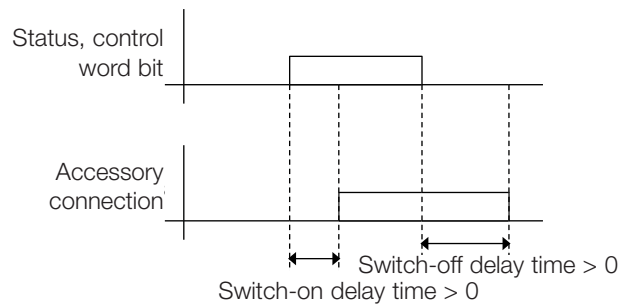 Status, control
word bit
Accessory
connection
Switch-off delay time > 0
Switch-on delay time > 0